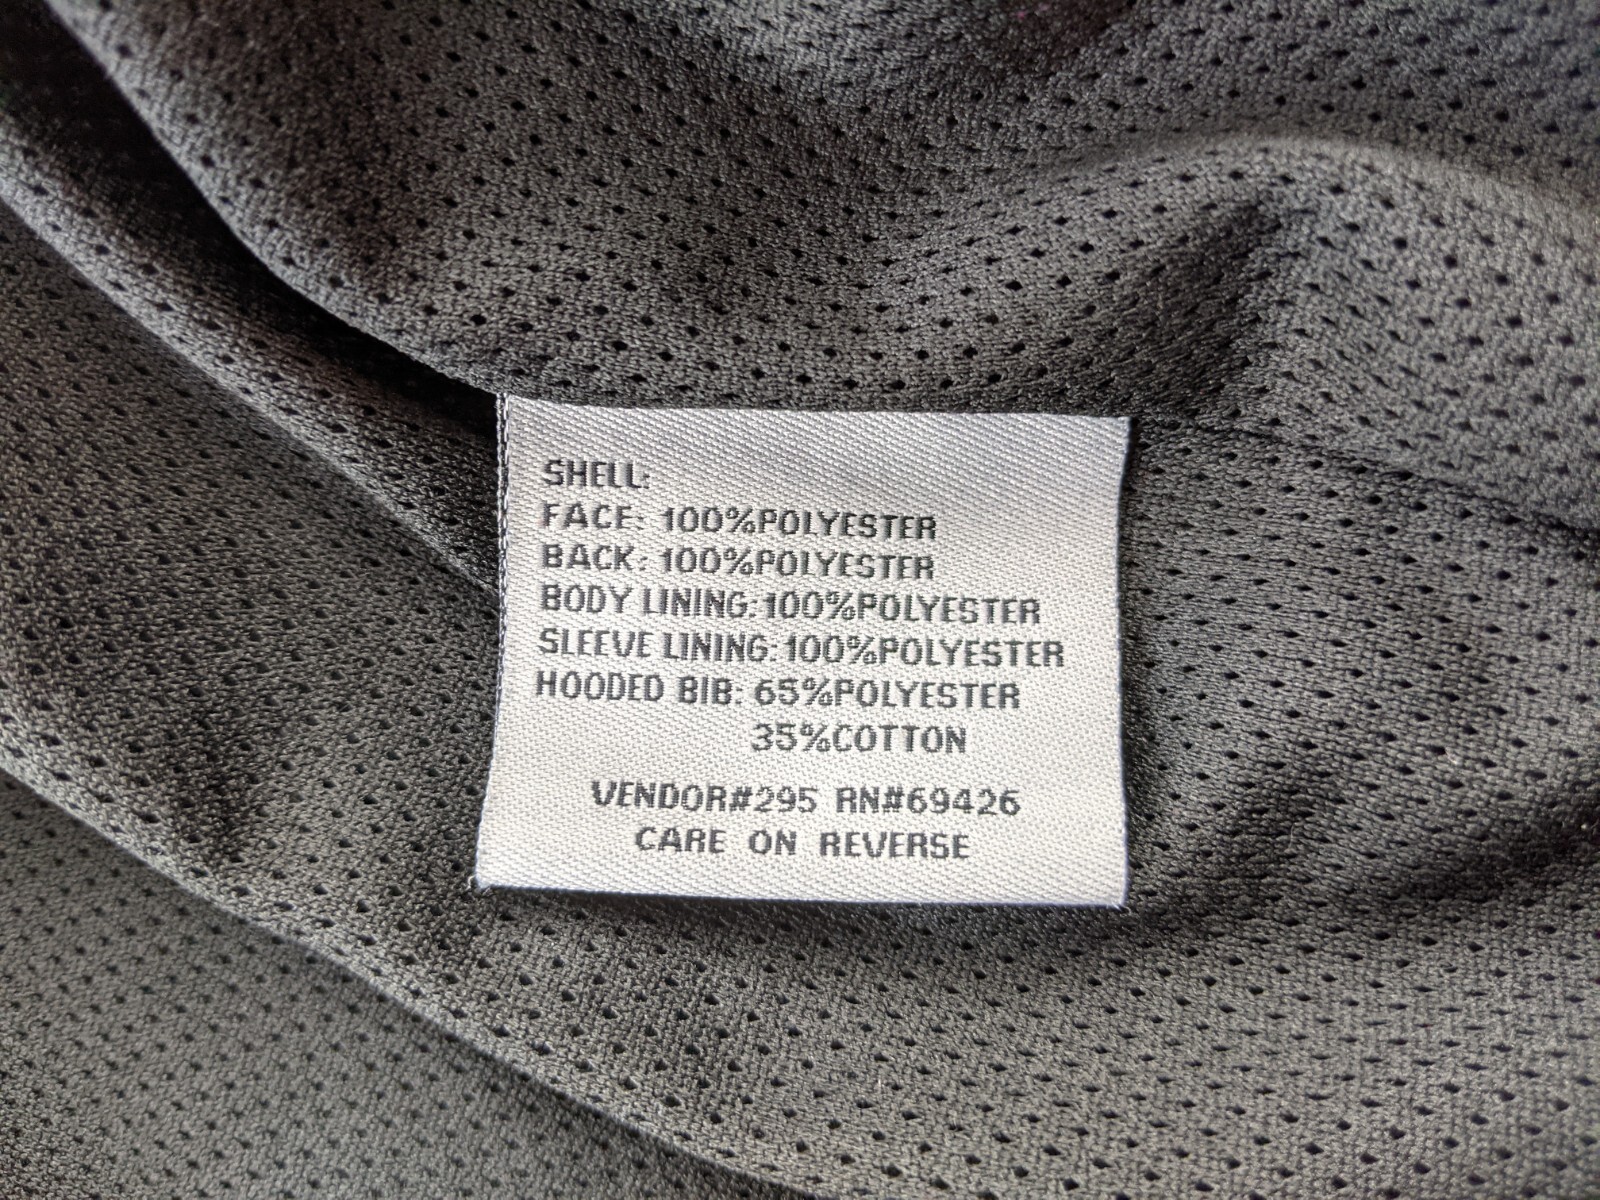 SHELL:
FACE: 100%POLYESTER
BACK: 100%POLYESTER
BODY LINING: 100%POLYESTER
SLEEVE LINING: 100%POLYESTER
HOODED BIB: 65%POLYESTER
35%COTTON
VENDOR#295 RN#69426
CARE ON REVERSE